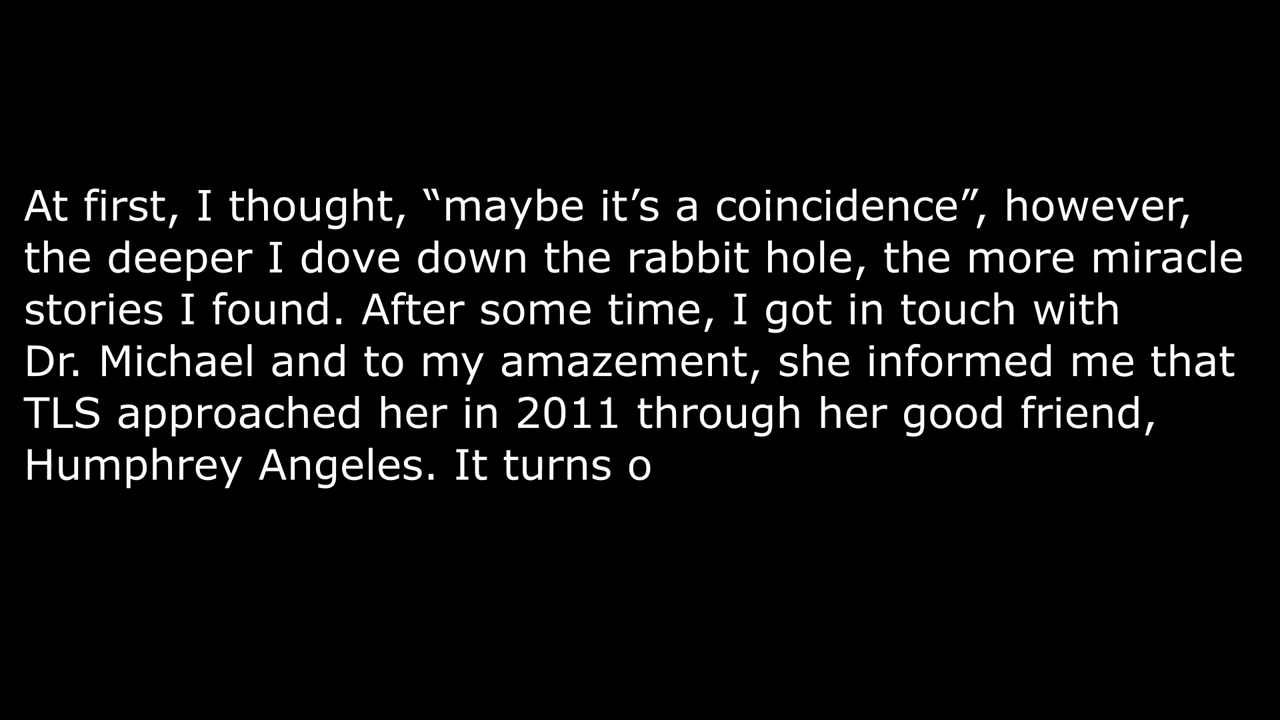 At first, I thought, “maybe it’s a coincidence”, however,
the deeper I dove down the rabbit hole, the more miracle
stories I found. After some time, I got in touch with
Dr. Michael and to my amazement, she informed me that
TLS approached her in 2011 through her good friend,
Humphrey Angeles. It turns o